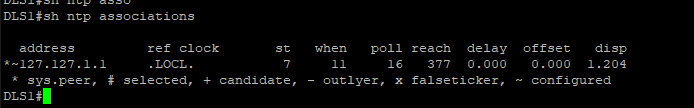 DLS1#sh ntp asso
DLS1#sh ntp associations
address ref clock st when poll reach delay offset disp
*~127.127.1.1 .LOCL. 7 11 16 377 0.000 0.000 1.204
* sys.peer, # selected, + candidate, - outlyer, x falseticker, ~ configured
DLS1#